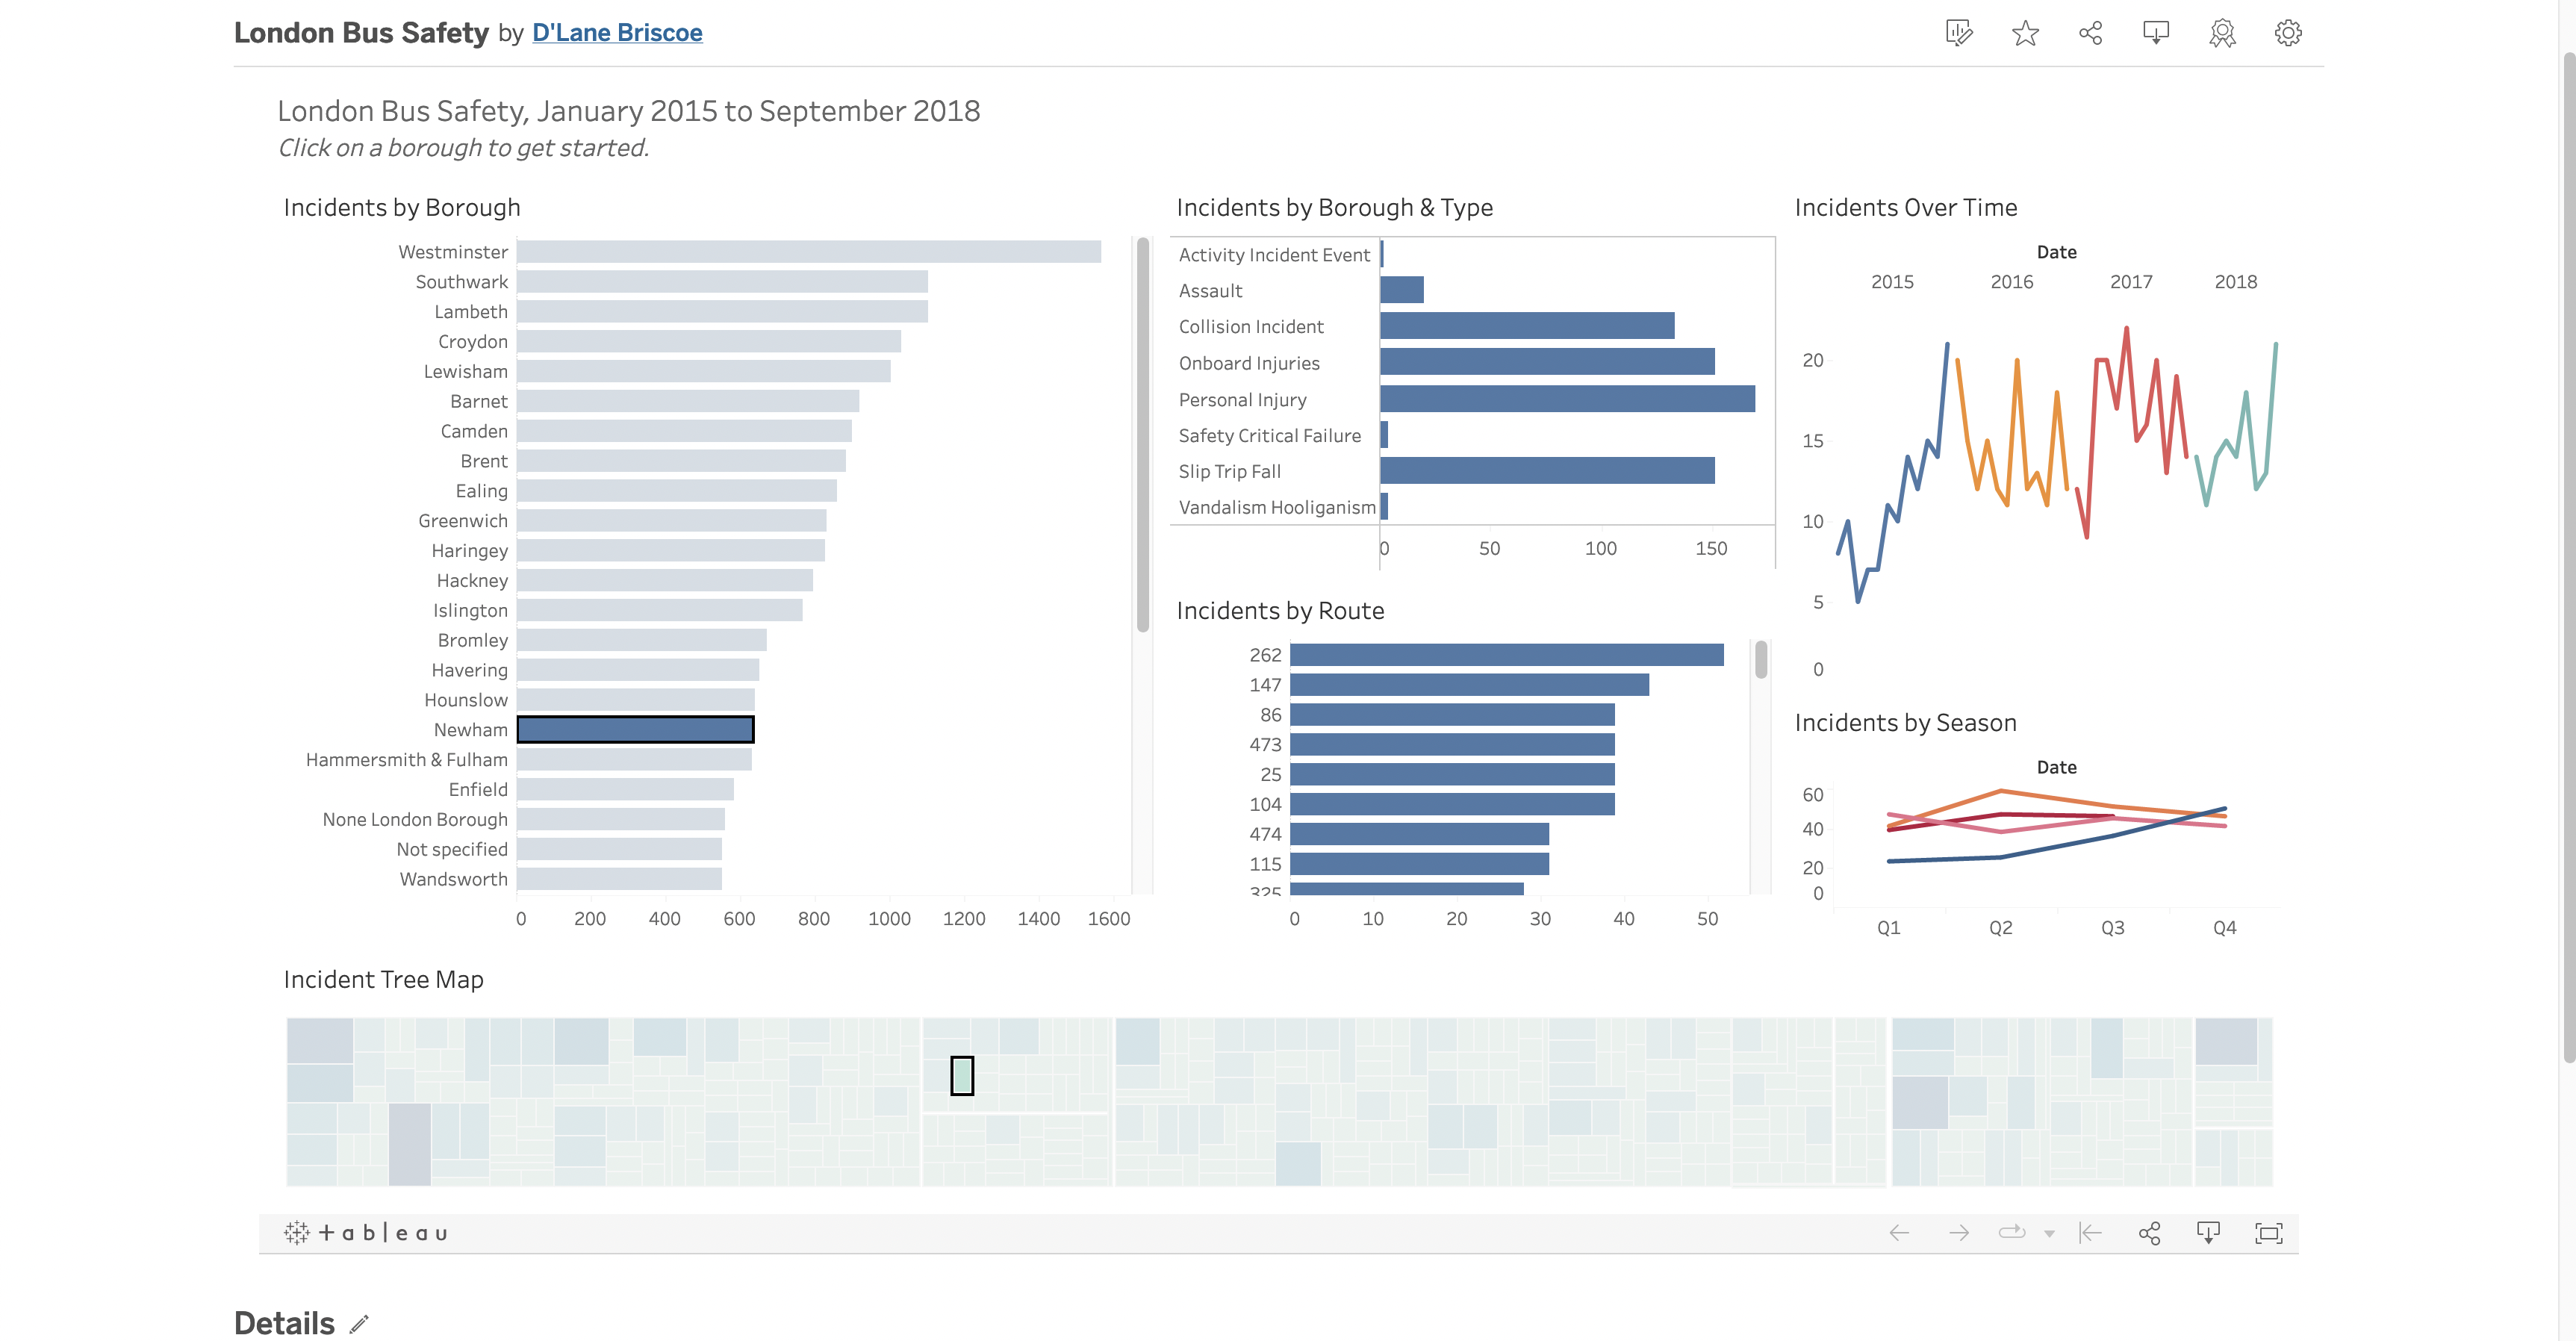 London Bus Safety by D'Lane Briscoe
London Bus Safety, January 2015 to September 2018
Click on a borough to get started.
Incidents by Borough
Westminster
Southwark
Lambeth
Croydon
Lewisham
Barnet
Camden
Brent
Ealing
Greenwich
Haringey
Hackney
Islington
Bromley
Havering
Hounslow
Newham
Hammersmith & Fulham
Enfield
None London Borough
Not specified
Wandsworth
0 200 400 600 800 1000 1200 1400 1600
Incidents by Borough & Type
Activity Incident Event
Assault
Collision Incident
Onboard Injuries
Personal Injury
Safety Critical Failure
Slip Trip Fall
Vandalism Hooliganism
0 50 100 150
Incidents by Route
262
147
86
473
25
104
474
115
325
0 10 20 30 40 50
Incidents Over Time
Date
2015 2016 2017 2018
20
15
10
5
0
Incidents by Season
Date
60
40
20
0
Q1 Q2 Q3 Q4
Incident Tree Map
+ableau
Details